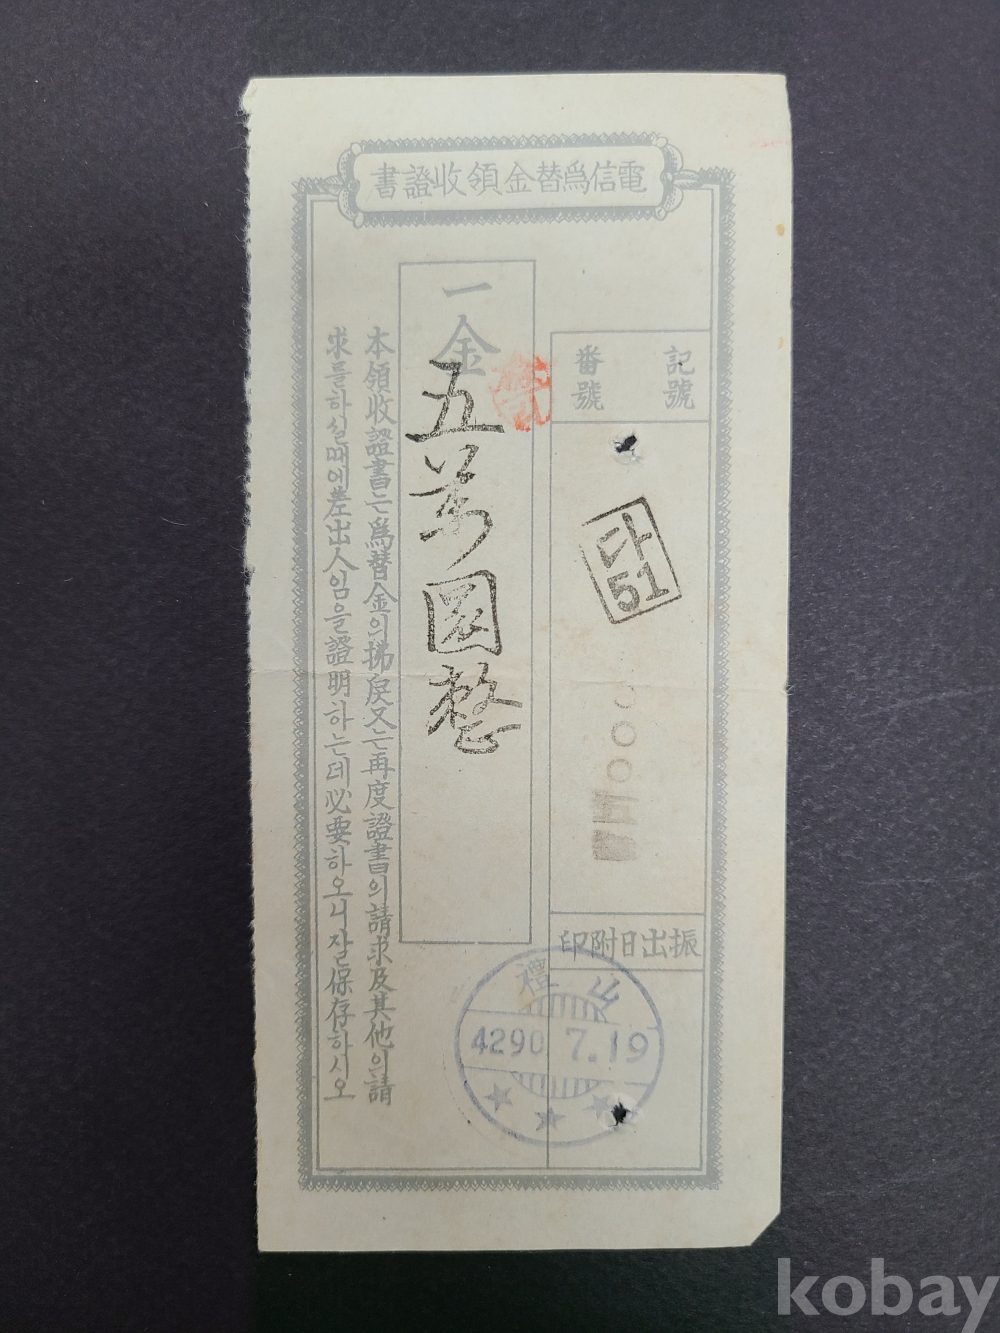 電信爲替金領收證書
記號
番號
다
51
振出日附印
禮山
4290 7.19
一金
五萬圜整
本領收證書는爲替金의拂戾又는再度證書의請求及其他의請
求를하실때에差出人임을證明하는데必要하오니잘保存하시오
kobay